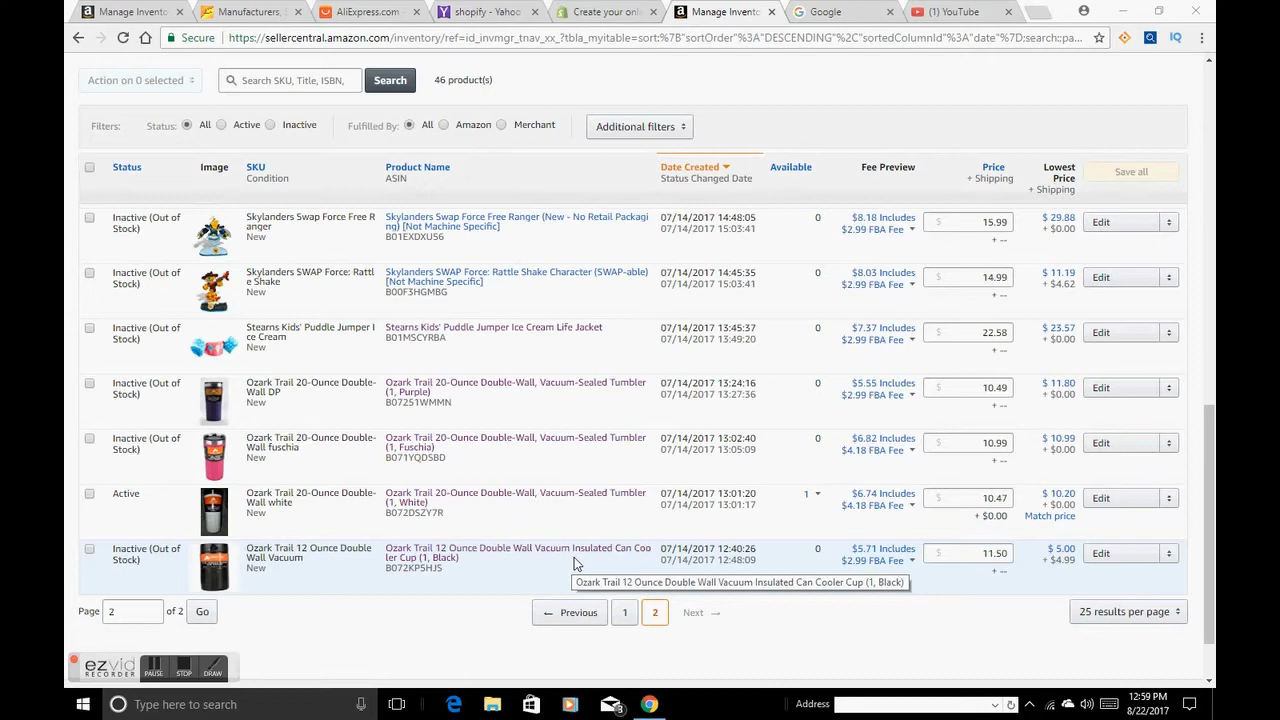 Manage Invento
Manufacturers, S
AliExpress.com
shopify - Yahoo
Create your onli
Manage Invento
Google
(1) YouTube
Secure
https://sellercentral.amazon.com/inventory/ref=id_invmgr_tnav_xx_?tbla_myitable=sort:%7B"sortOrder"%3A"DESCENDING"%2C"sortedColumnId"%3A"date"%7D;search:;pa...
Action on 0 selected
Search SKU, Title, ISBN,
Search
46 product(s)
Filters: Status: All Active Inactive Fulfilled By: All Amazon Merchant Additional filters
Status Image SKU Product Name Date Created Available Fee Preview Price Lowest
Condition ASIN Status Changed Date + Shipping Price
+ Shipping
Save all
Inactive (Out of Skylanders Swap Force Free R Skylanders Swap Force Free Ranger (New - No Retail Packagi 07/14/2017 14:48:05 0 $8.18 Includes $ 15.99 $ 29.88 Edit
Stock) anger ng) [Not Machine Specific] 07/14/2017 15:03:41 $2.99 FBA Fee + $0.00
New B01EXDXUS6 + --
Inactive (Out of Skylanders SWAP Force: Rattl Skylanders SWAP Force: Rattle Shake Character (SWAP-able) 07/14/2017 14:45:35 0 $8.03 Includes $ 14.99 $ 11.19 Edit
Stock) e Shake [Not Machine Specific] 07/14/2017 15:03:41 $2.99 FBA Fee + $4.62
New B00F3HGMBG + --
Inactive (Out of Stearns Kids' Puddle Jumper I Stearns Kids' Puddle Jumper Ice Cream Life Jacket 07/14/2017 13:45:37 0 $7.37 Includes $ 22.58 $ 23.57 Edit
Stock) ce Cream B01MSCYRBA 07/14/2017 13:49:20 $2.99 FBA Fee + $0.00
New + --
Inactive (Out of Ozark Trail 20-Ounce Double- Ozark Trail 20-Ounce Double-Wall, Vacuum-Sealed Tumbler 07/14/2017 13:24:16 0 $5.55 Includes $ 10.49 $ 11.80 Edit
Stock) Wall DP (1, Purple) 07/14/2017 13:27:36 $2.99 FBA Fee + $0.00
New B07251WMMN + --
Inactive (Out of Ozark Trail 20-Ounce Double- Ozark Trail 20-Ounce Double-Wall, Vacuum-Sealed Tumbler 07/14/2017 13:02:40 0 $6.82 Includes $ 10.99 $ 10.99 Edit
Stock) Wall fuschia (1, Fuschia) 07/14/2017 13:05:09 $4.18 FBA Fee + $0.00
New B071YQDSBD + --
Active Ozark Trail 20-Ounce Double- Ozark Trail 20-Ounce Double-Wall, Vacuum-Sealed Tumbler 07/14/2017 13:01:20 1 $6.74 Includes $ 10.47 $ 10.20 Edit
Wall white (1, White) 07/14/2017 13:01:17 $4.18 FBA Fee + $0.00
New B072DSZY7R + $0.00 Match price
Inactive (Out of Ozark Trail 12 Ounce Double Ozark Trail 12 Ounce Double Wall Vacuum Insulated Can Coo 07/14/2017 12:40:26 0 $5.71 Includes $ 11.50 $ 5.00 Edit
Stock) Wall Vacuum ler Cup (1, Black) 07/14/2017 12:48:09 $2.99 FBA Fee + $4.99
New B072KP5HJS + --
Ozark Trail 12 Ounce Double Wall Vacuum Insulated Can Cooler Cup (1, Black)
Page 2 of 2 Go ← Previous 1 2 Next → 25 results per page
ezvid
RECORDER
PAUSE STOP DRAW
Type here to search
Address
12:59 PM
8/22/2017